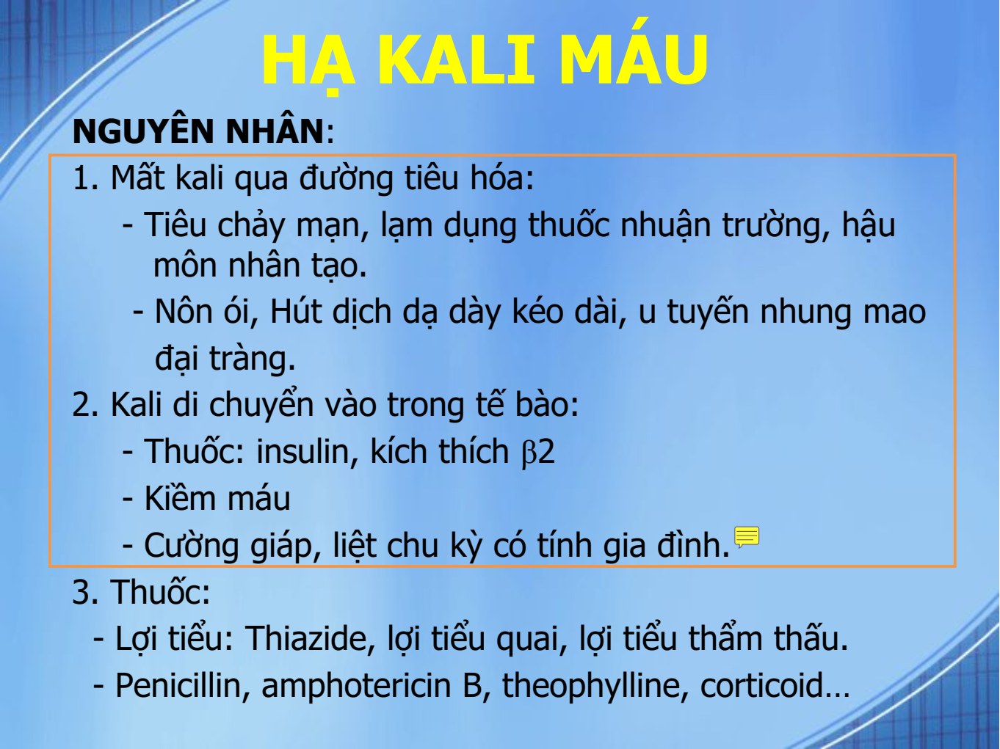 HẠ KALI MÁU
NGUYÊN NHÂN:
1. Mất kali qua đường tiêu hóa:
- Tiêu chảy mạn, lạm dụng thuốc nhuận trường, hậu
môn nhân tạo.
- Nôn ói, Hút dịch dạ dày kéo dài, u tuyến nhung mao
đại tràng.
2. Kali di chuyển vào trong tế bào:
- Thuốc: insulin, kích thích β2
- Kiềm máu
- Cường giáp, liệt chu kỳ có tính gia đình.
3. Thuốc:
- Lợi tiểu: Thiazide, lợi tiểu quai, lợi tiểu thẩm thấu.
- Penicillin, amphotericin B, theophylline, corticoid…